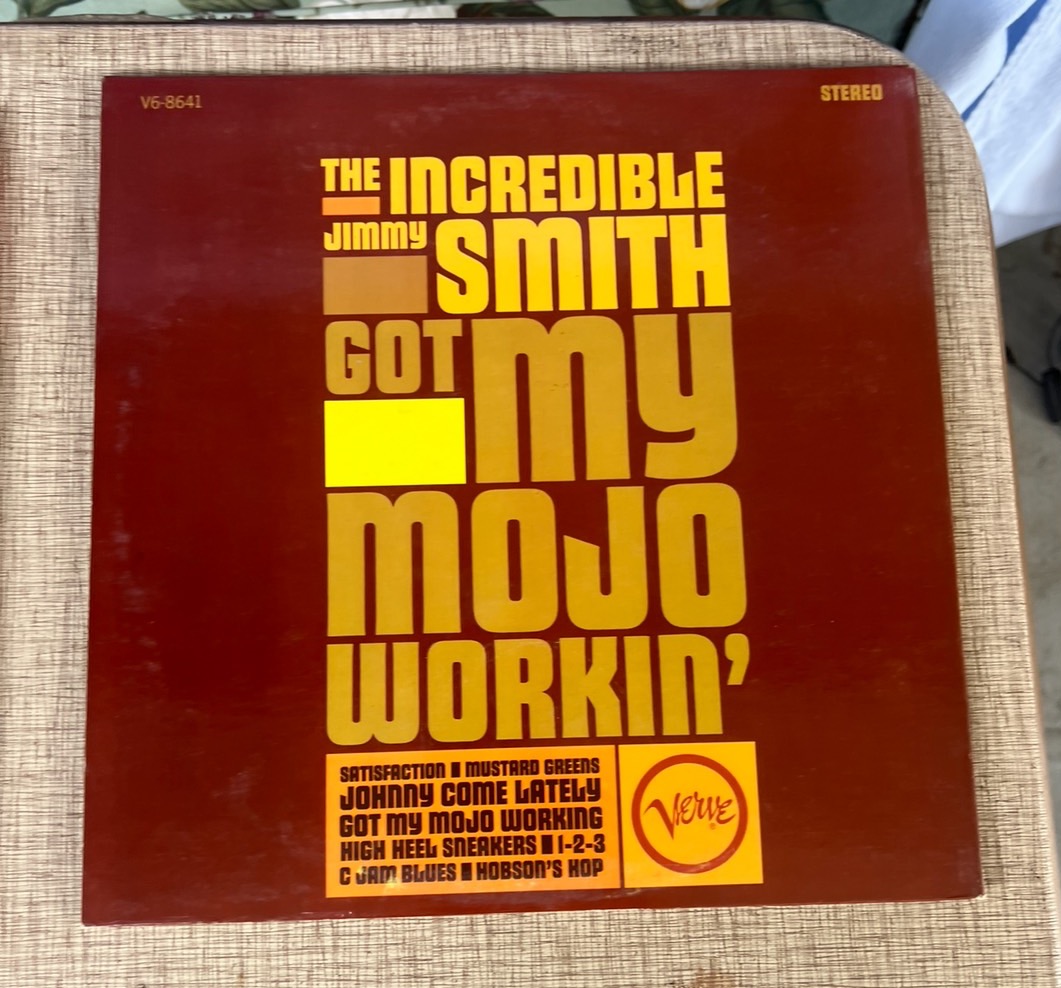 V6-8641
STEREO
THE INCREDIBLE
JIMMY SMITH
GOT MY
MOJO
WORKIN'
SATISFACTION ■ MUSTARD GREENS
JOHNNY COME LATELY
GOT MY MOJO WORKING
HIGH HEEL SNEAKERS ■ 1-2-3
C JAM BLUES ■ HOBSON'S HOP
Verve
®